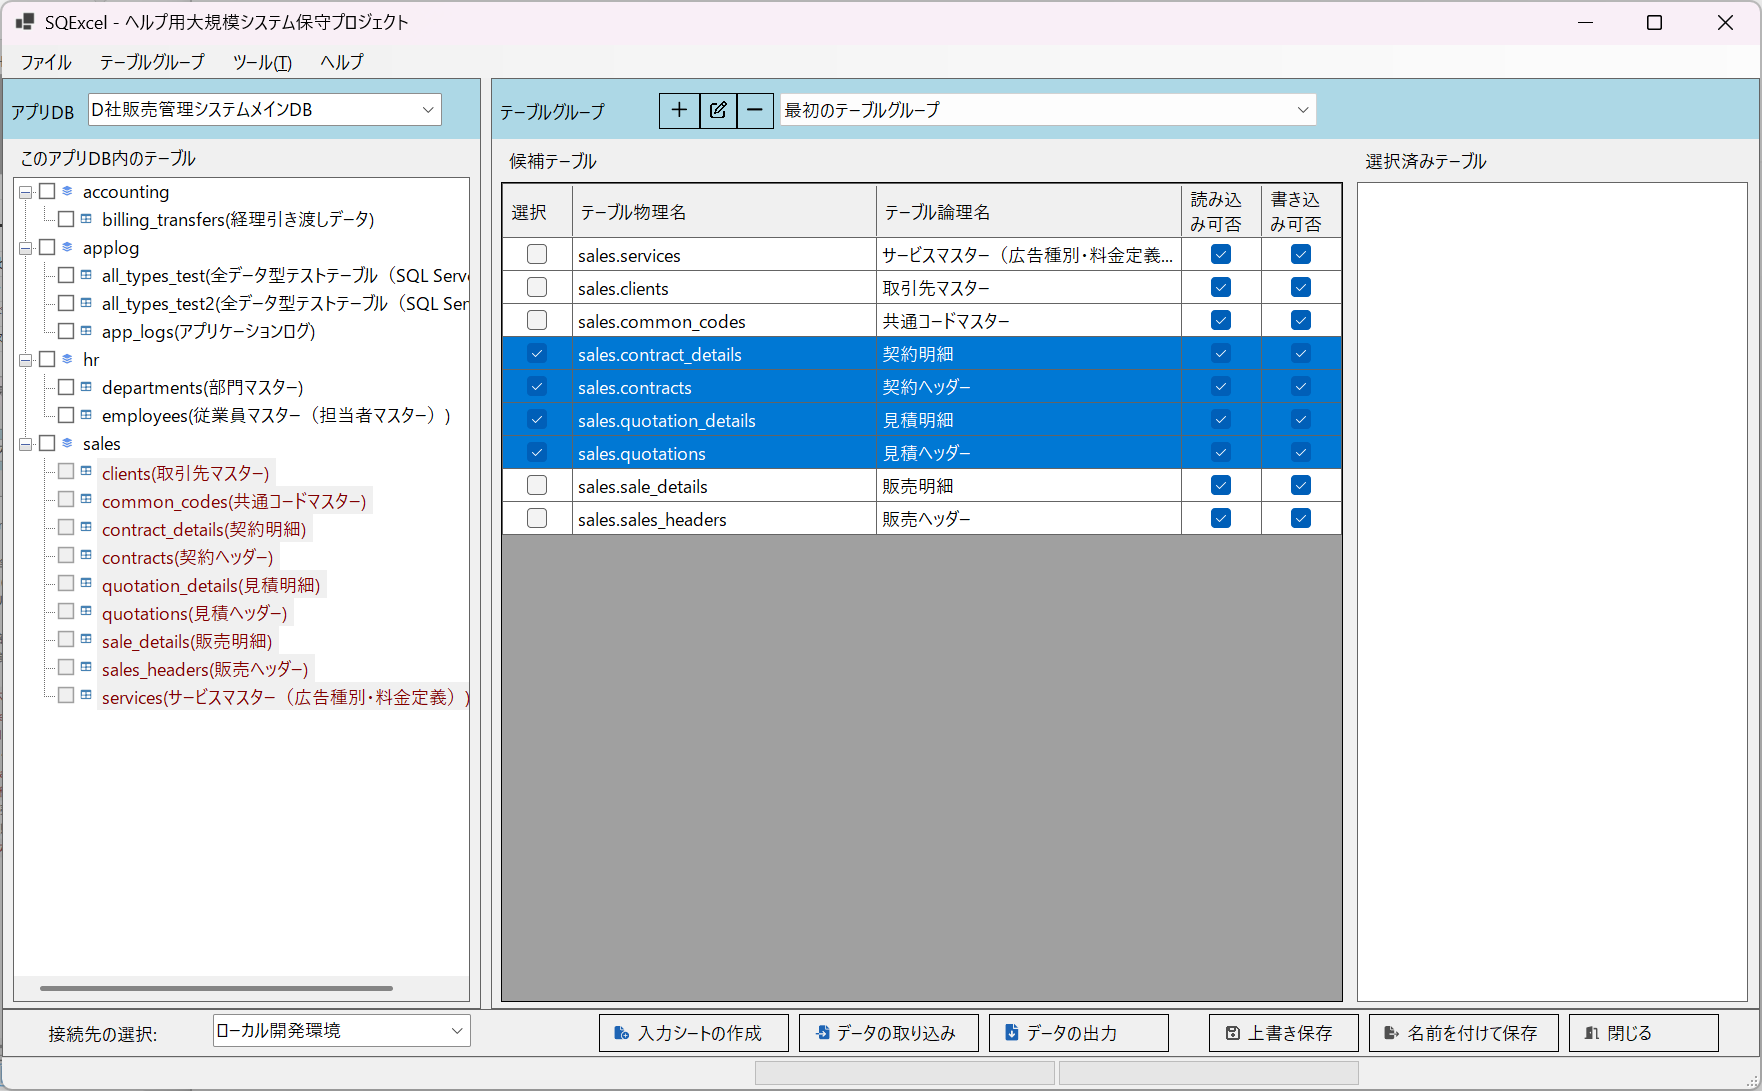 SQExcel - ヘルプ用大規模システム保守プロジェクト
ファイル テーブルグループ ツール(T) ヘルプ
アプリDB D社販売管理システムメインDB
このアプリDB内のテーブル
accounting
billing_transfers(経理引き渡しデータ)
applog
all_types_test(全データ型テストテーブル（SQL Serve
all_types_test2(全データ型テストテーブル（SQL Ser
app_logs(アプリケーションログ)
hr
departments(部門マスター)
employees(従業員マスター（担当者マスター）)
sales
clients(取引先マスター)
common_codes(共通コードマスター)
contract_details(契約明細)
contracts(契約ヘッダー)
quotation_details(見積明細)
quotations(見積ヘッダー)
sale_details(販売明細)
sales_headers(販売ヘッダー)
services(サービスマスター（広告種別・料金定義）)
テーブルグループ 最初のテーブルグループ
候補テーブル
選択 テーブル物理名 テーブル論理名 読み込み可否 書き込み可否
sales.services サービスマスター（広告種別・料金定義...
sales.clients 取引先マスター
sales.common_codes 共通コードマスター
sales.contract_details 契約明細
sales.contracts 契約ヘッダー
sales.quotation_details 見積明細
sales.quotations 見積ヘッダー
sales.sale_details 販売明細
sales.sales_headers 販売ヘッダー
選択済みテーブル
接続先の選択: ローカル開発環境
入力シートの作成 データの取り込み データの出力 上書き保存 名前を付けて保存 閉じる